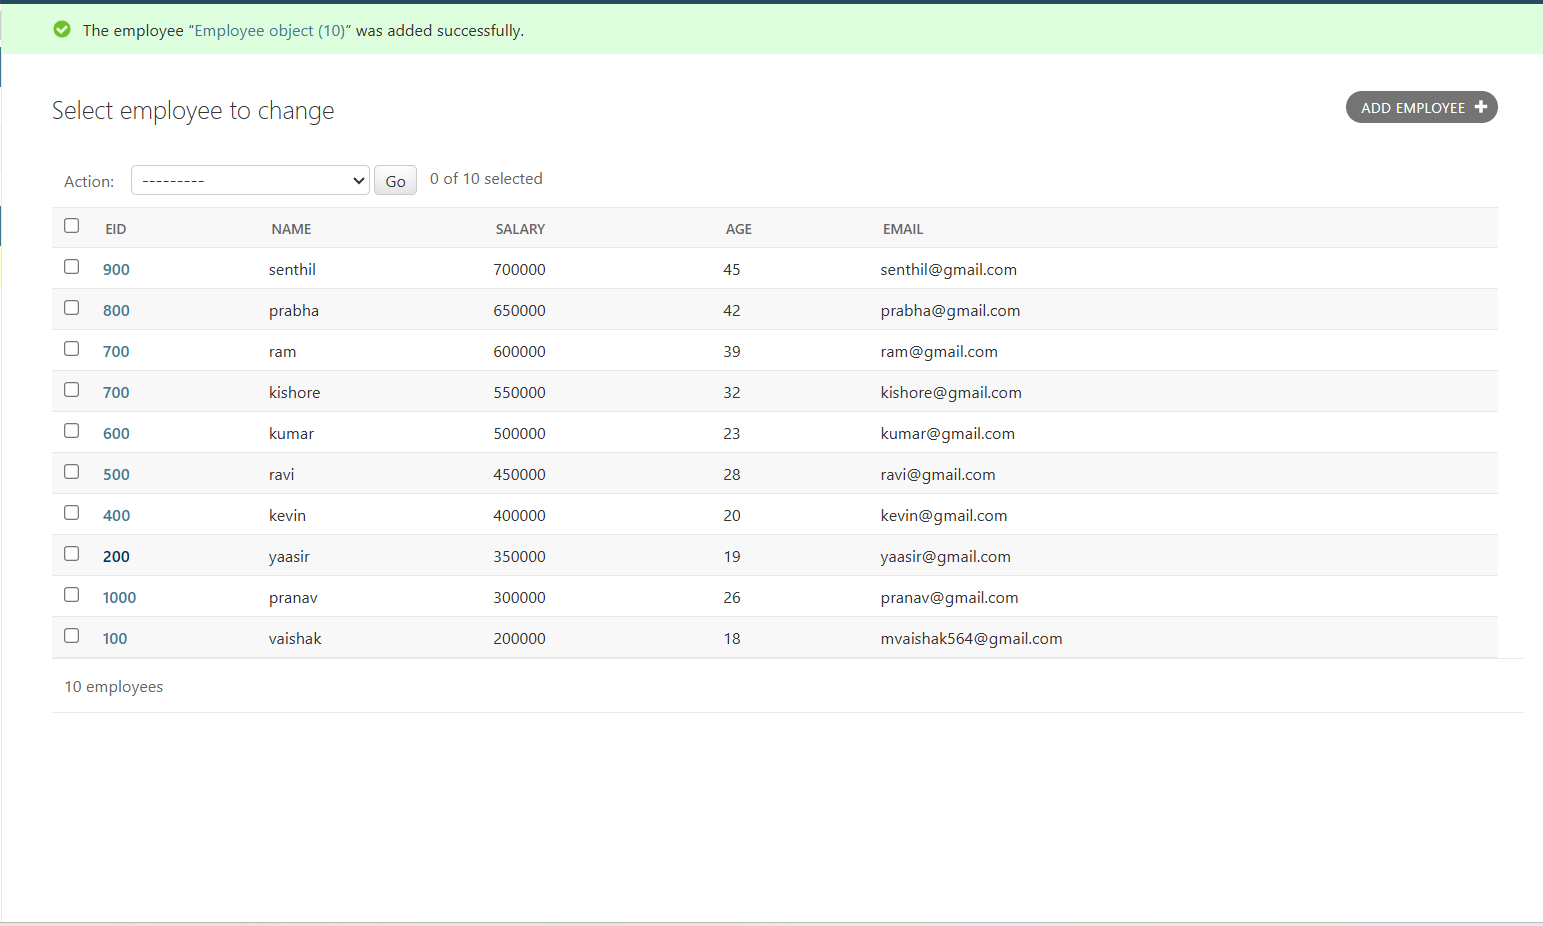 The employee “Employee object (10)” was added successfully.
Select employee to change
ADD EMPLOYEE
Action: --------- Go 0 of 10 selected
EID NAME SALARY AGE EMAIL
900 senthil 700000 45 senthil@gmail.com
800 prabha 650000 42 prabha@gmail.com
700 ram 600000 39 ram@gmail.com
700 kishore 550000 32 kishore@gmail.com
600 kumar 500000 23 kumar@gmail.com
500 ravi 450000 28 ravi@gmail.com
400 kevin 400000 20 kevin@gmail.com
200 yaasir 350000 19 yaasir@gmail.com
1000 pranav 300000 26 pranav@gmail.com
100 vaishak 200000 18 mvaishak564@gmail.com
10 employees